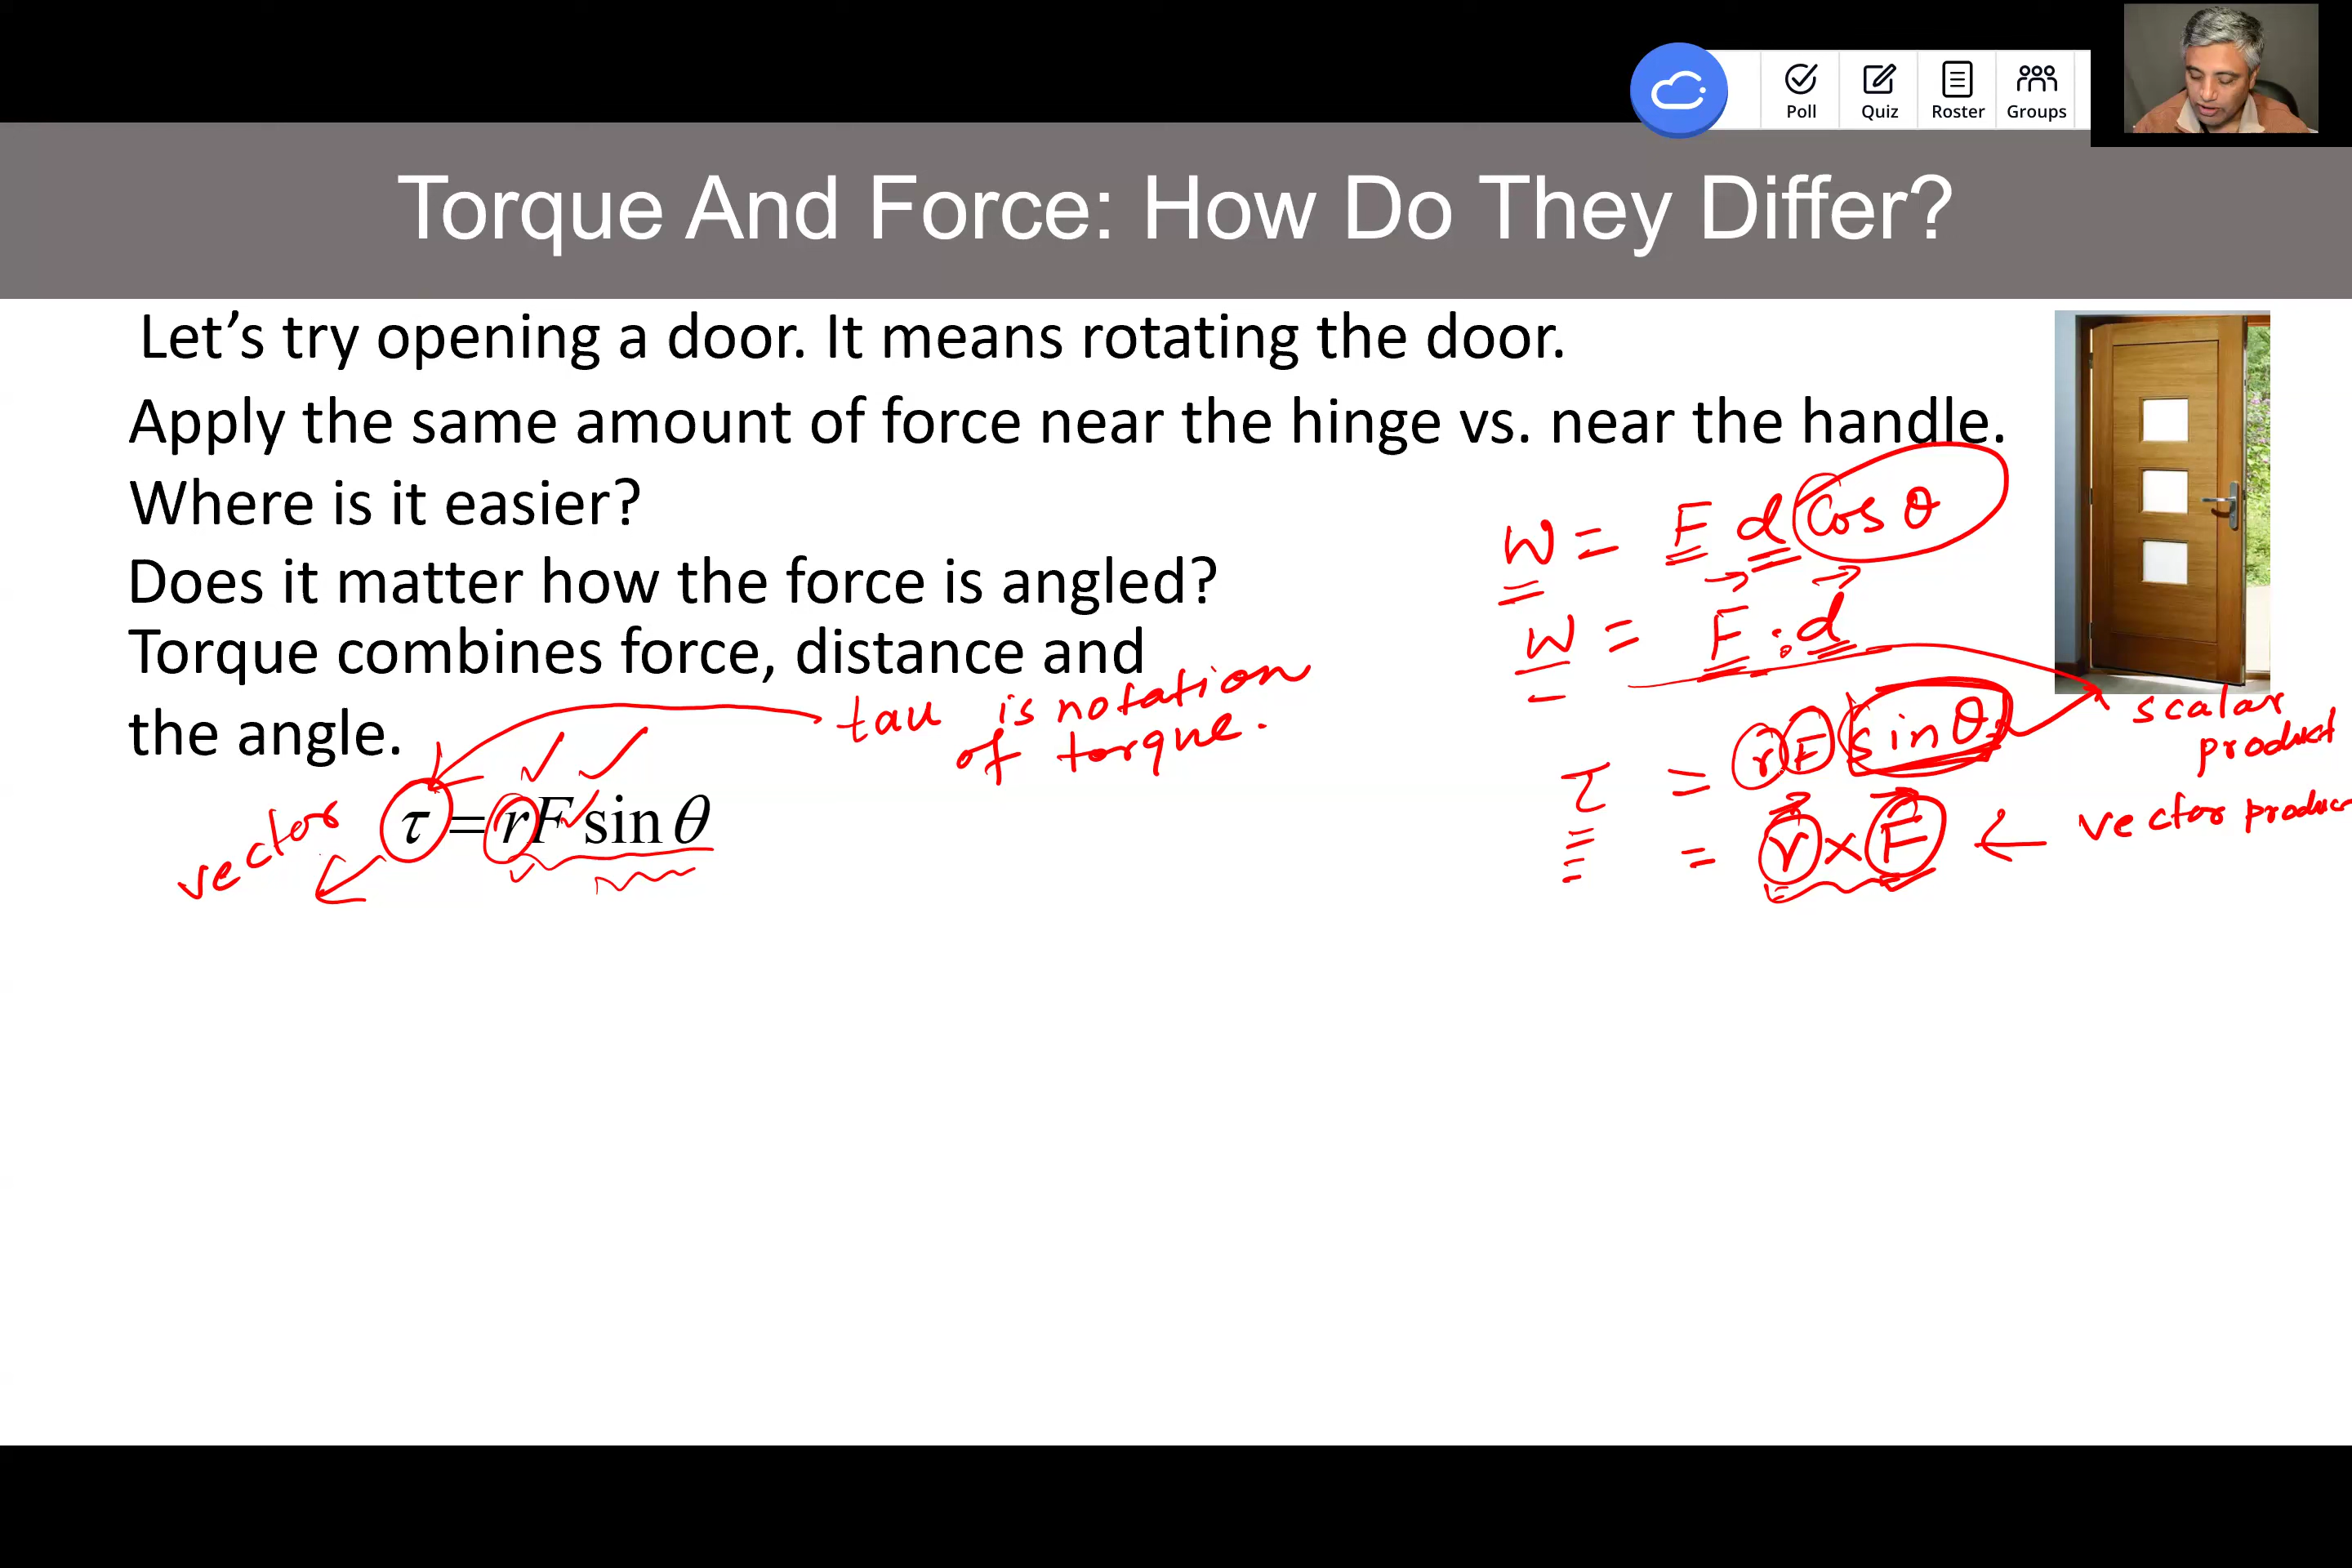 Poll Quiz Roster Groups
Torque And Force: How Do They Differ?
Let’s try opening a door. It means rotating the door.
Apply the same amount of force near the hinge vs. near the handle.
Where is it easier?
Does it matter how the force is angled?
Torque combines force, distance and
the angle.
τ = rF sin θ
vector
tau is notation
of torque.
W = F d cos θ
W = F · d
scalar
product
τ = r F sin θ
= r × F
vector produc